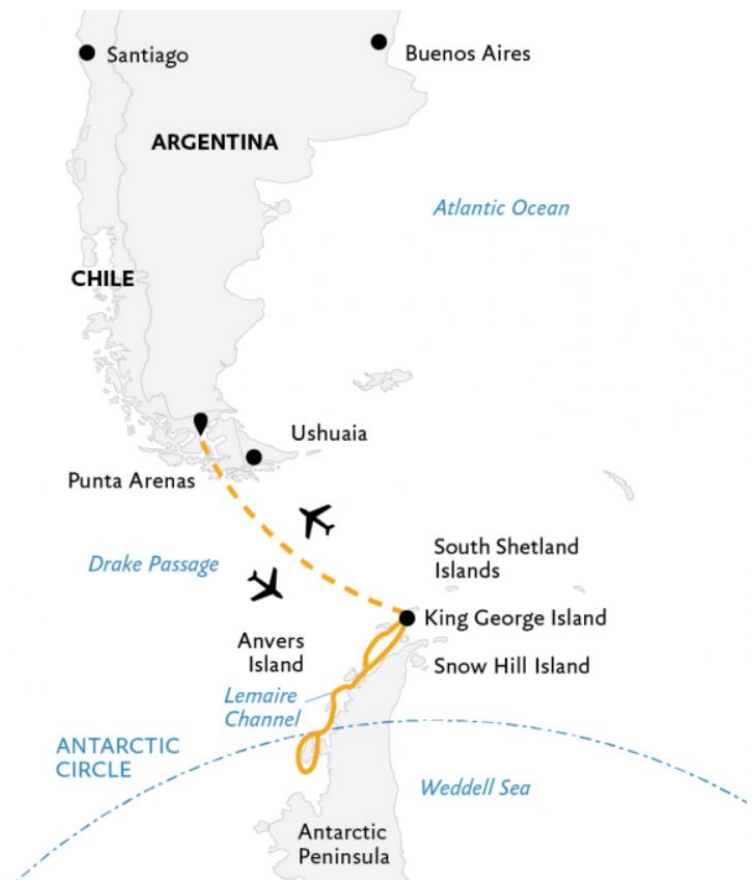 Santiago
Buenos Aires
ARGENTINA
Atlantic Ocean
CHILE
Ushuaia
Punta Arenas
Drake Passage
South Shetland
Islands
King George Island
Anvers
Island
Snow Hill Island
Lemaire
Channel
ANTARCTIC
CIRCLE
Weddell Sea
Antarctic
Peninsula